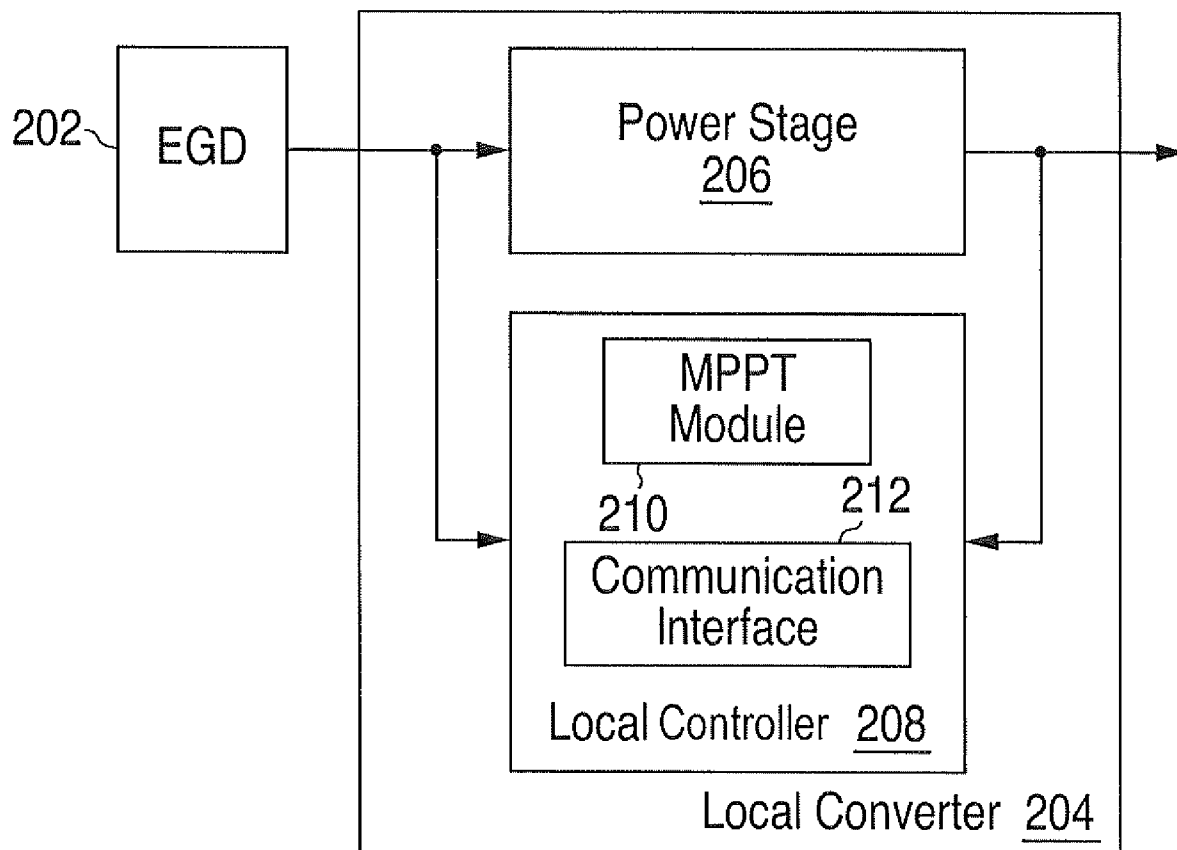 202
EGD
Power Stage
206
MPPT
Module
210
212
Communication
Interface
Local Controller 208
Local Converter 204